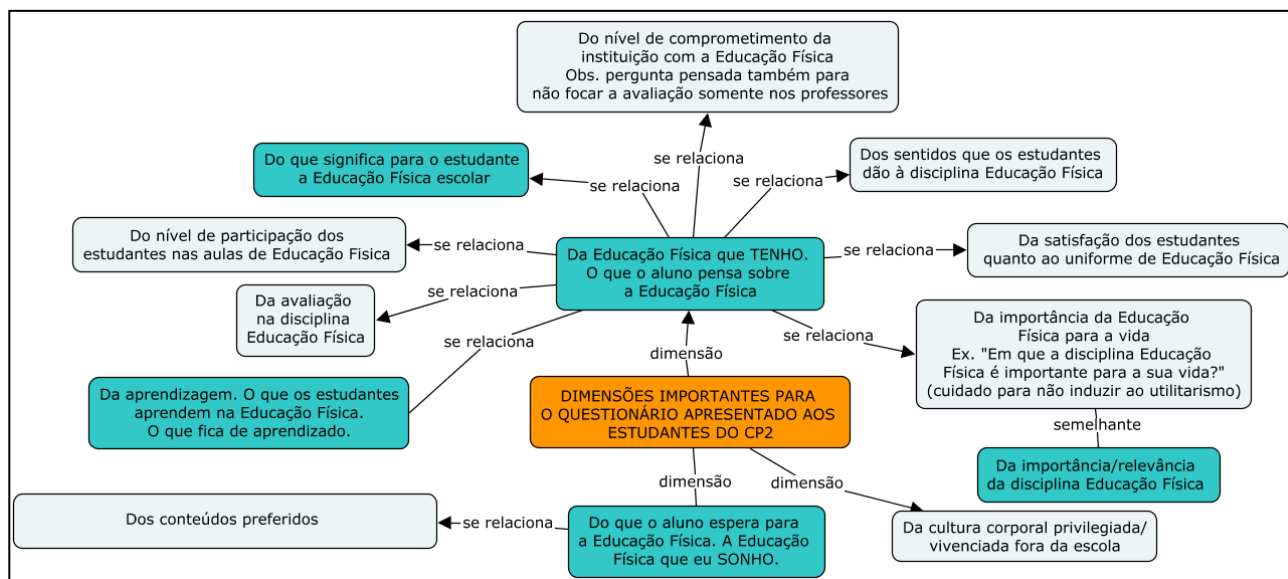 Do nível de comprometimento da
instituição com a Educação Física
Obs. pergunta pensada também para
não focar a avaliação somente nos professores
se relaciona
Do que significa para o estudante
a Educação Física escolar
se relaciona
se relaciona
Dos sentidos que os estudantes
dão à disciplina Educação Física
Do nível de participação dos
estudantes nas aulas de Educação Fisica
se relaciona
Da Educação Física que TENHO.
O que o aluno pensa sobre
a Educação Física
se relaciona
Da satisfação dos estudantes
quanto ao uniforme de Educação Física
Da avaliação
na disciplina
Educação Física
se relaciona
se relaciona
se relaciona
Da importância da Educação
Física para a vida
Ex. "Em que a disciplina Educação
Física é importante para a sua vida?"
(cuidado para não induzir ao utilitarismo)
dimensão
Da aprendizagem. O que os estudantes
aprendem na Educação Física.
O que fica de aprendizado.
DIMENSÕES IMPORTANTES PARA
O QUESTIONÁRIO APRESENTADO AOS
ESTUDANTES DO CP2
semelhante
Da importância/relevância
da disciplina Educação Física
dimensão
dimensão
Dos conteúdos preferidos
se relaciona
Do que o aluno espera para
a Educação Física. A Educação
Física que eu SONHO.
Da cultura corporal privilegiada/
vivenciada fora da escola